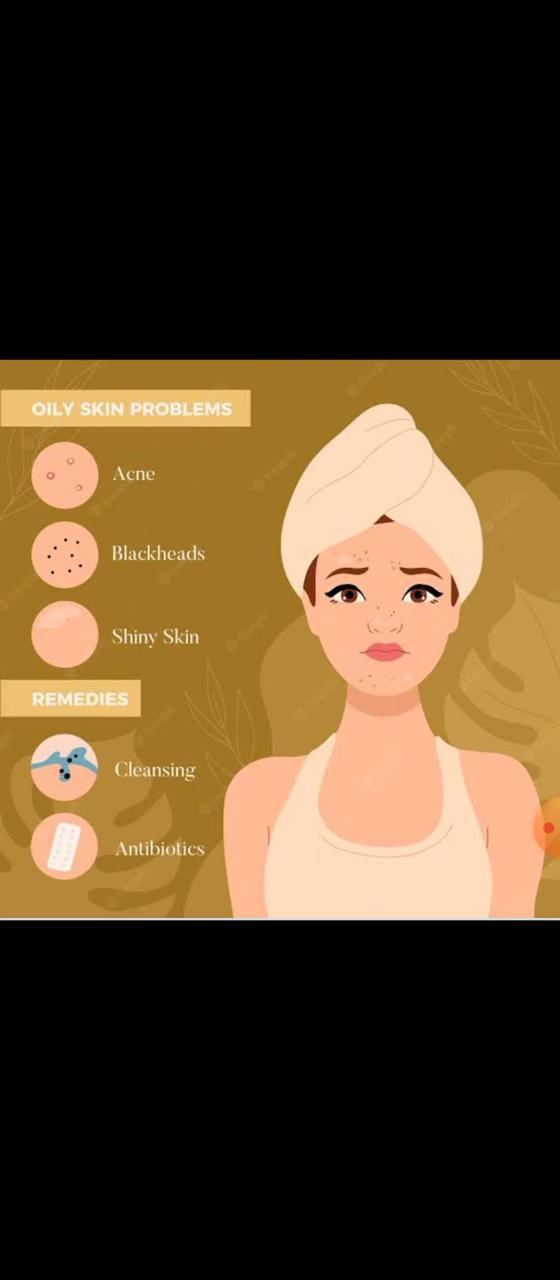 OILY SKIN PROBLEMS
Acne
Blackheads
Shiny Skin
REMEDIES
Cleansing
Antibiotics